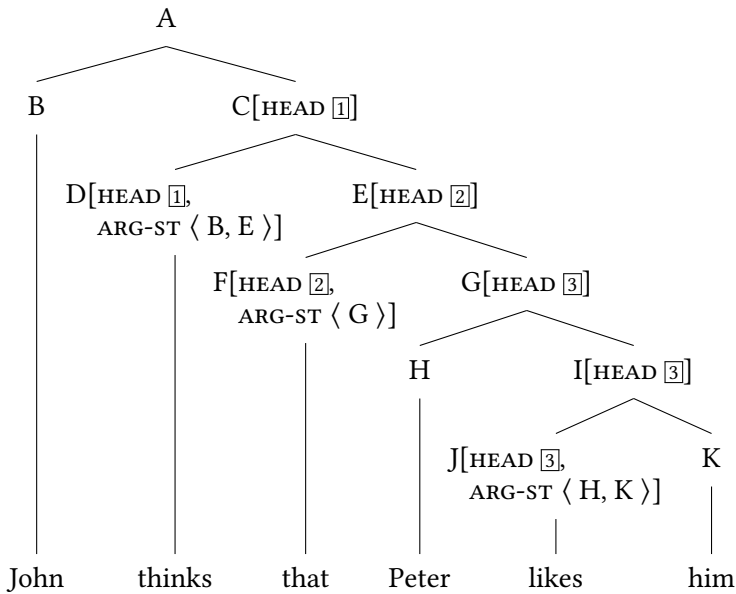 A
B C[HEAD 1]
D[HEAD 1, E[HEAD 2]
ARG-ST ⟨ B, E ⟩]
F[HEAD 2, G[HEAD 3]
ARG-ST ⟨ G ⟩]
H I[HEAD 3]
J[HEAD 3, K
ARG-ST ⟨ H, K ⟩]
John thinks that Peter likes him